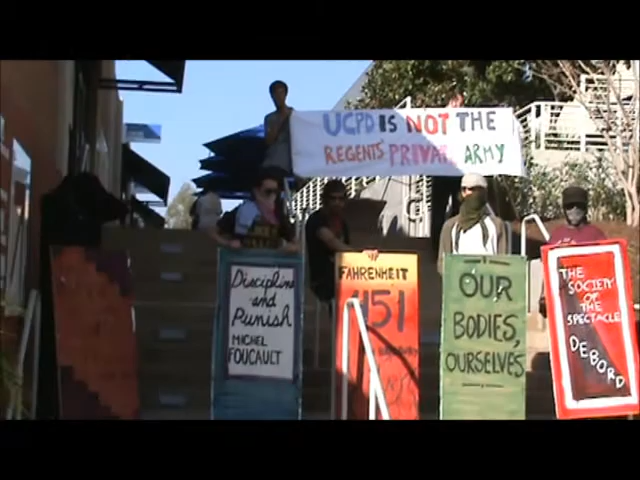 UCPD IS NOT THE
REGENTS' PRIVATE ARMY
Discipline
and
Punish
MICHEL
FOUCAULT
FAHRENHEIT
451
OUR
BODIES,
OURSELVES
THE
SOCIETY
OF THE
SPECTACLE
DEBORD